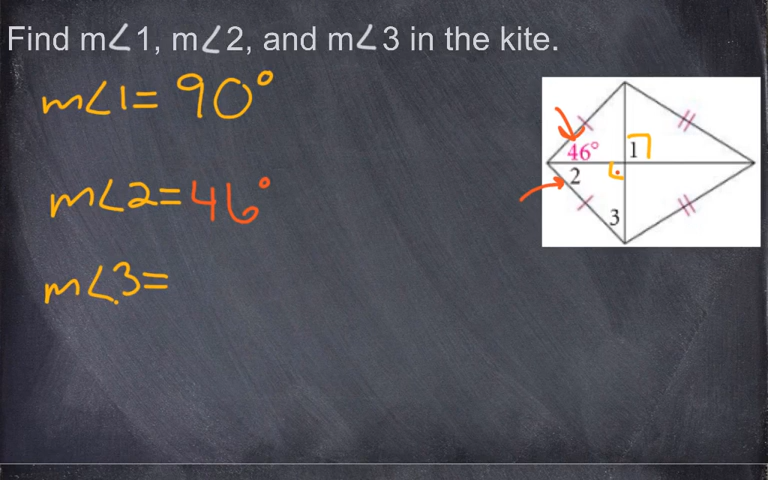 Find m∠1, m∠2, and m∠3 in the kite.
m∠1= 90°
m∠2= 46°
m∠3=
46°
1
2
3